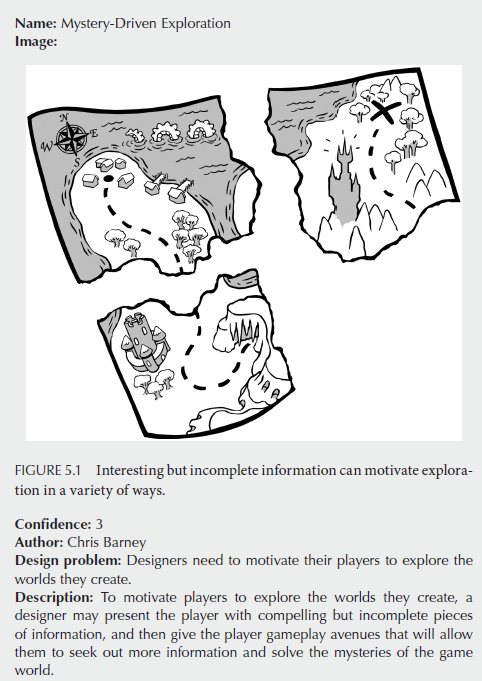 Name: Mystery-Driven Exploration
Image:
N
W E
S
FIGURE 5.1 Interesting but incomplete information can motivate explora-
tion in a variety of ways.
Confidence: 3
Author: Chris Barney
Design problem: Designers need to motivate their players to explore the
worlds they create.
Description: To motivate players to explore the worlds they create, a
designer may present the player with compelling but incomplete pieces
of information, and then give the player gameplay avenues that will allow
them to seek out more information and solve the mysteries of the game
world.